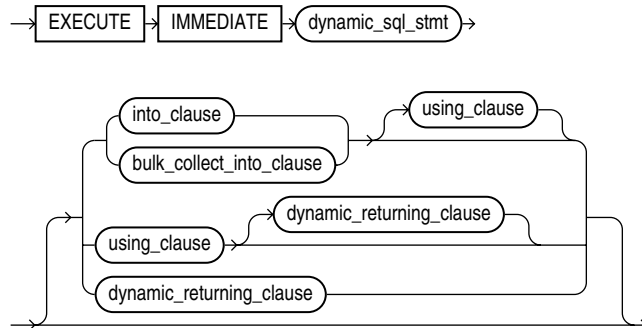 EXECUTE IMMEDIATE dynamic_sql_stmt
into_clause using_clause
bulk_collect_into_clause
using_clause dynamic_returning_clause
dynamic_returning_clause